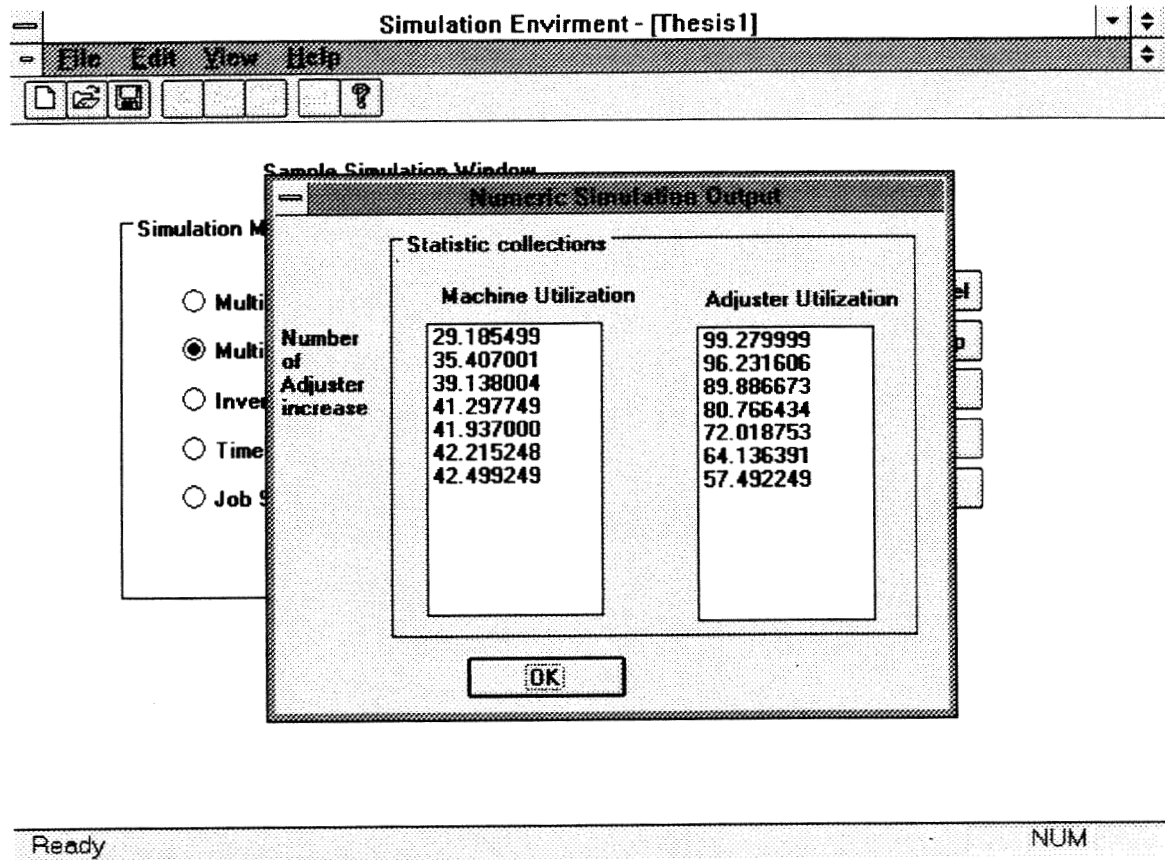 Simulation Envirment - [Thesis1]
File Edit View Help
Sample Simulation Window
Numeric Simulation Output
Simulation M
Statistic collections
Machine Utilization
Adjuster Utilization
Multi
Multi
Inver
Time
Job S
Number
of
Adjuster
increase
29.185499
35.407001
39.138004
41.297749
41.937000
42.215248
42.499249
99.279999
96.231606
89.886673
80.766434
72.018753
64.136391
57.492249
el
p
OK
Ready
NUM